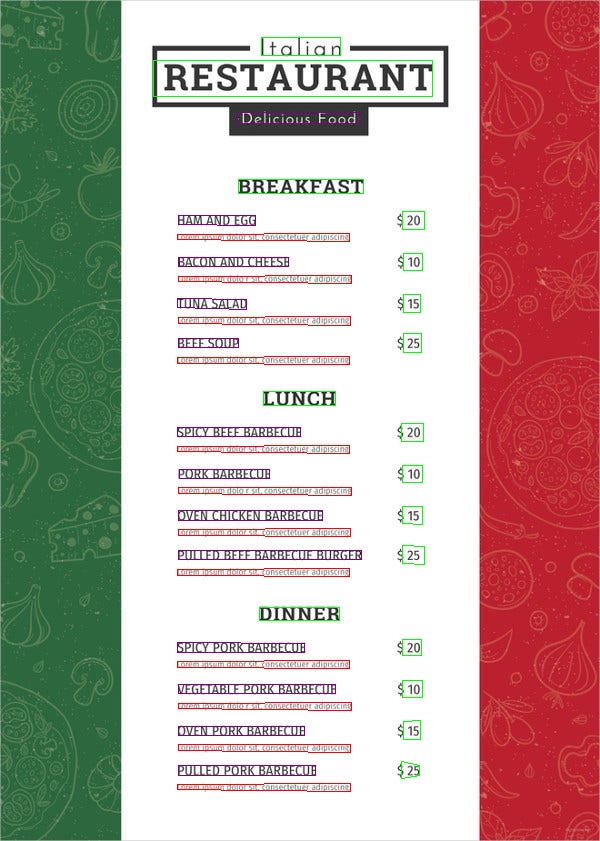 Italian
RESTAURANT
Delicious Food
BREAKFAST
HAM AND EGG $ 20
Lorem ipsum dolor sit, consectetuer adipiscing
BACON AND CHEESE $ 10
Lorem ipsum dolo r sit, consectetuer adipiscing
TUNA SALAD $ 15
Lorem ipsum dolor sit, consectetuer adipiscing
BEEF SOUP $ 25
Lorem ipsum dolor sit, consectetuer adipiscing
LUNCH
SPICY BEEF BARBECUE $ 20
Lorem ipsum dolor sit, consectetuer adipiscing
PORK BARBECUE $ 10
Lorem ipsum dolo r sit, consectetuer adipiscing
OVEN CHICKEN BARBECUE $ 15
Lorem ipsum dolor sit, consectetuer adipiscing
PULLED BEEF BARBECUE BURGER $ 25
Lorem ipsum dolor sit, consectetuer adipiscing
DINNER
SPICY PORK BARBECUE $ 20
Lorem ipsum dolor sit, consectetuer adipiscing
VEGETABLE PORK BARBECUE $ 10
Lorem ipsum dolo r sit, consectetuer adipiscing
OVEN PORK BARBECUE $ 15
Lorem ipsum dolor sit, consectetuer adipiscing
PULLED PORK BARBECUE $ 25
Lorem ipsum dolor sit, consectetuer adipiscing